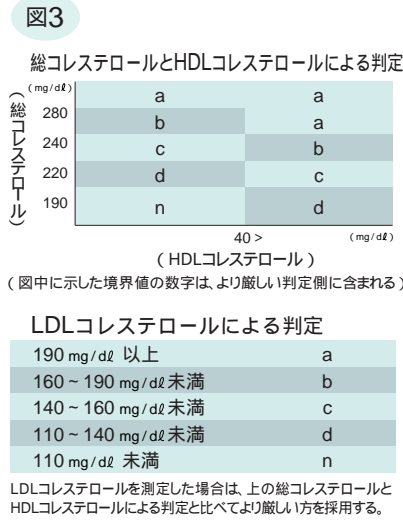 図3
総コレステロールとHDLコレステロールによる判定
(mg/dℓ)
（総コレステロール）
a a
280
b a
240
c b
220
d c
190
n d
40 > (mg/dℓ)
（HDLコレステロール）
（図中に示した境界値の数字は、より厳しい判定側に含まれる）
LDLコレステロールによる判定
190 mg/dℓ 以上 a
160~190 mg/dℓ未満 b
140~160 mg/dℓ未満 c
110~140 mg/dℓ未満 d
110 mg/dℓ 未満 n
LDLコレステロールを測定した場合は、上の総コレステロールと
HDLコレステロールによる判定と比べてより厳しい方を採用する。